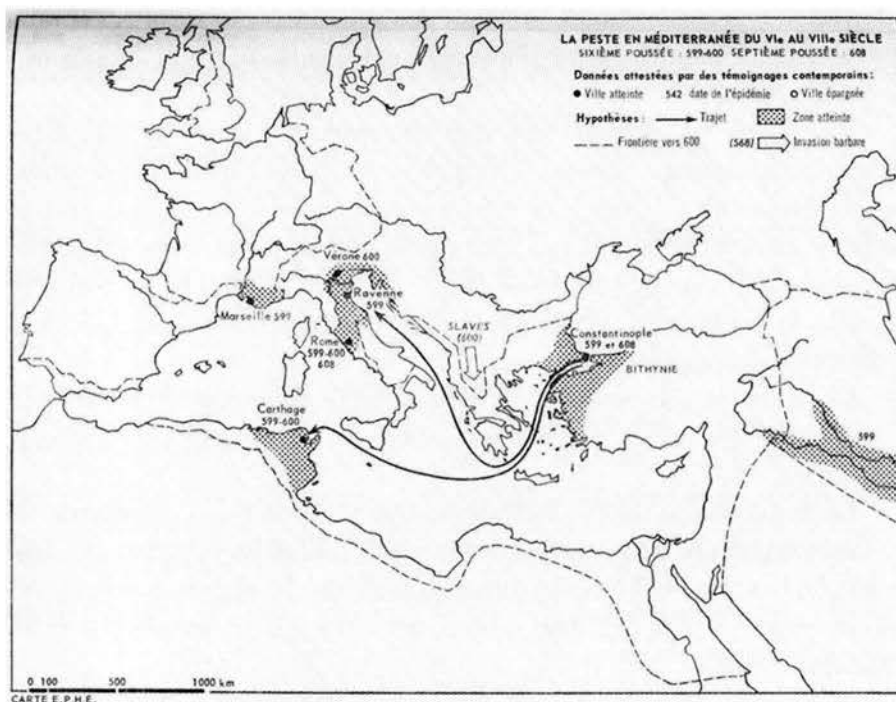 LA PESTE EN MÉDITERRANÉE DU VIe AU VIIIe SIÈCLE
SIXIÈME POUSSÉE : 599-600 SEPTIÈME POUSSÉE : 608
Données attestées par des témoignages contemporains:
Ville atteinte 542 date de l'épidémie Ville épargnée
Hypothèses : Trajet Zone atteinte
Frontière vers 600 (568) Invasion barbare
Vérone 600
Ravenne
599
Marseille 599
SLAVES
(600)
Constantinople
599 et 608
Rome
599-600
608
BITHYNIE
Carthage
599-600
599
0 100 500 1000 km
CARTE E.P.H.E.